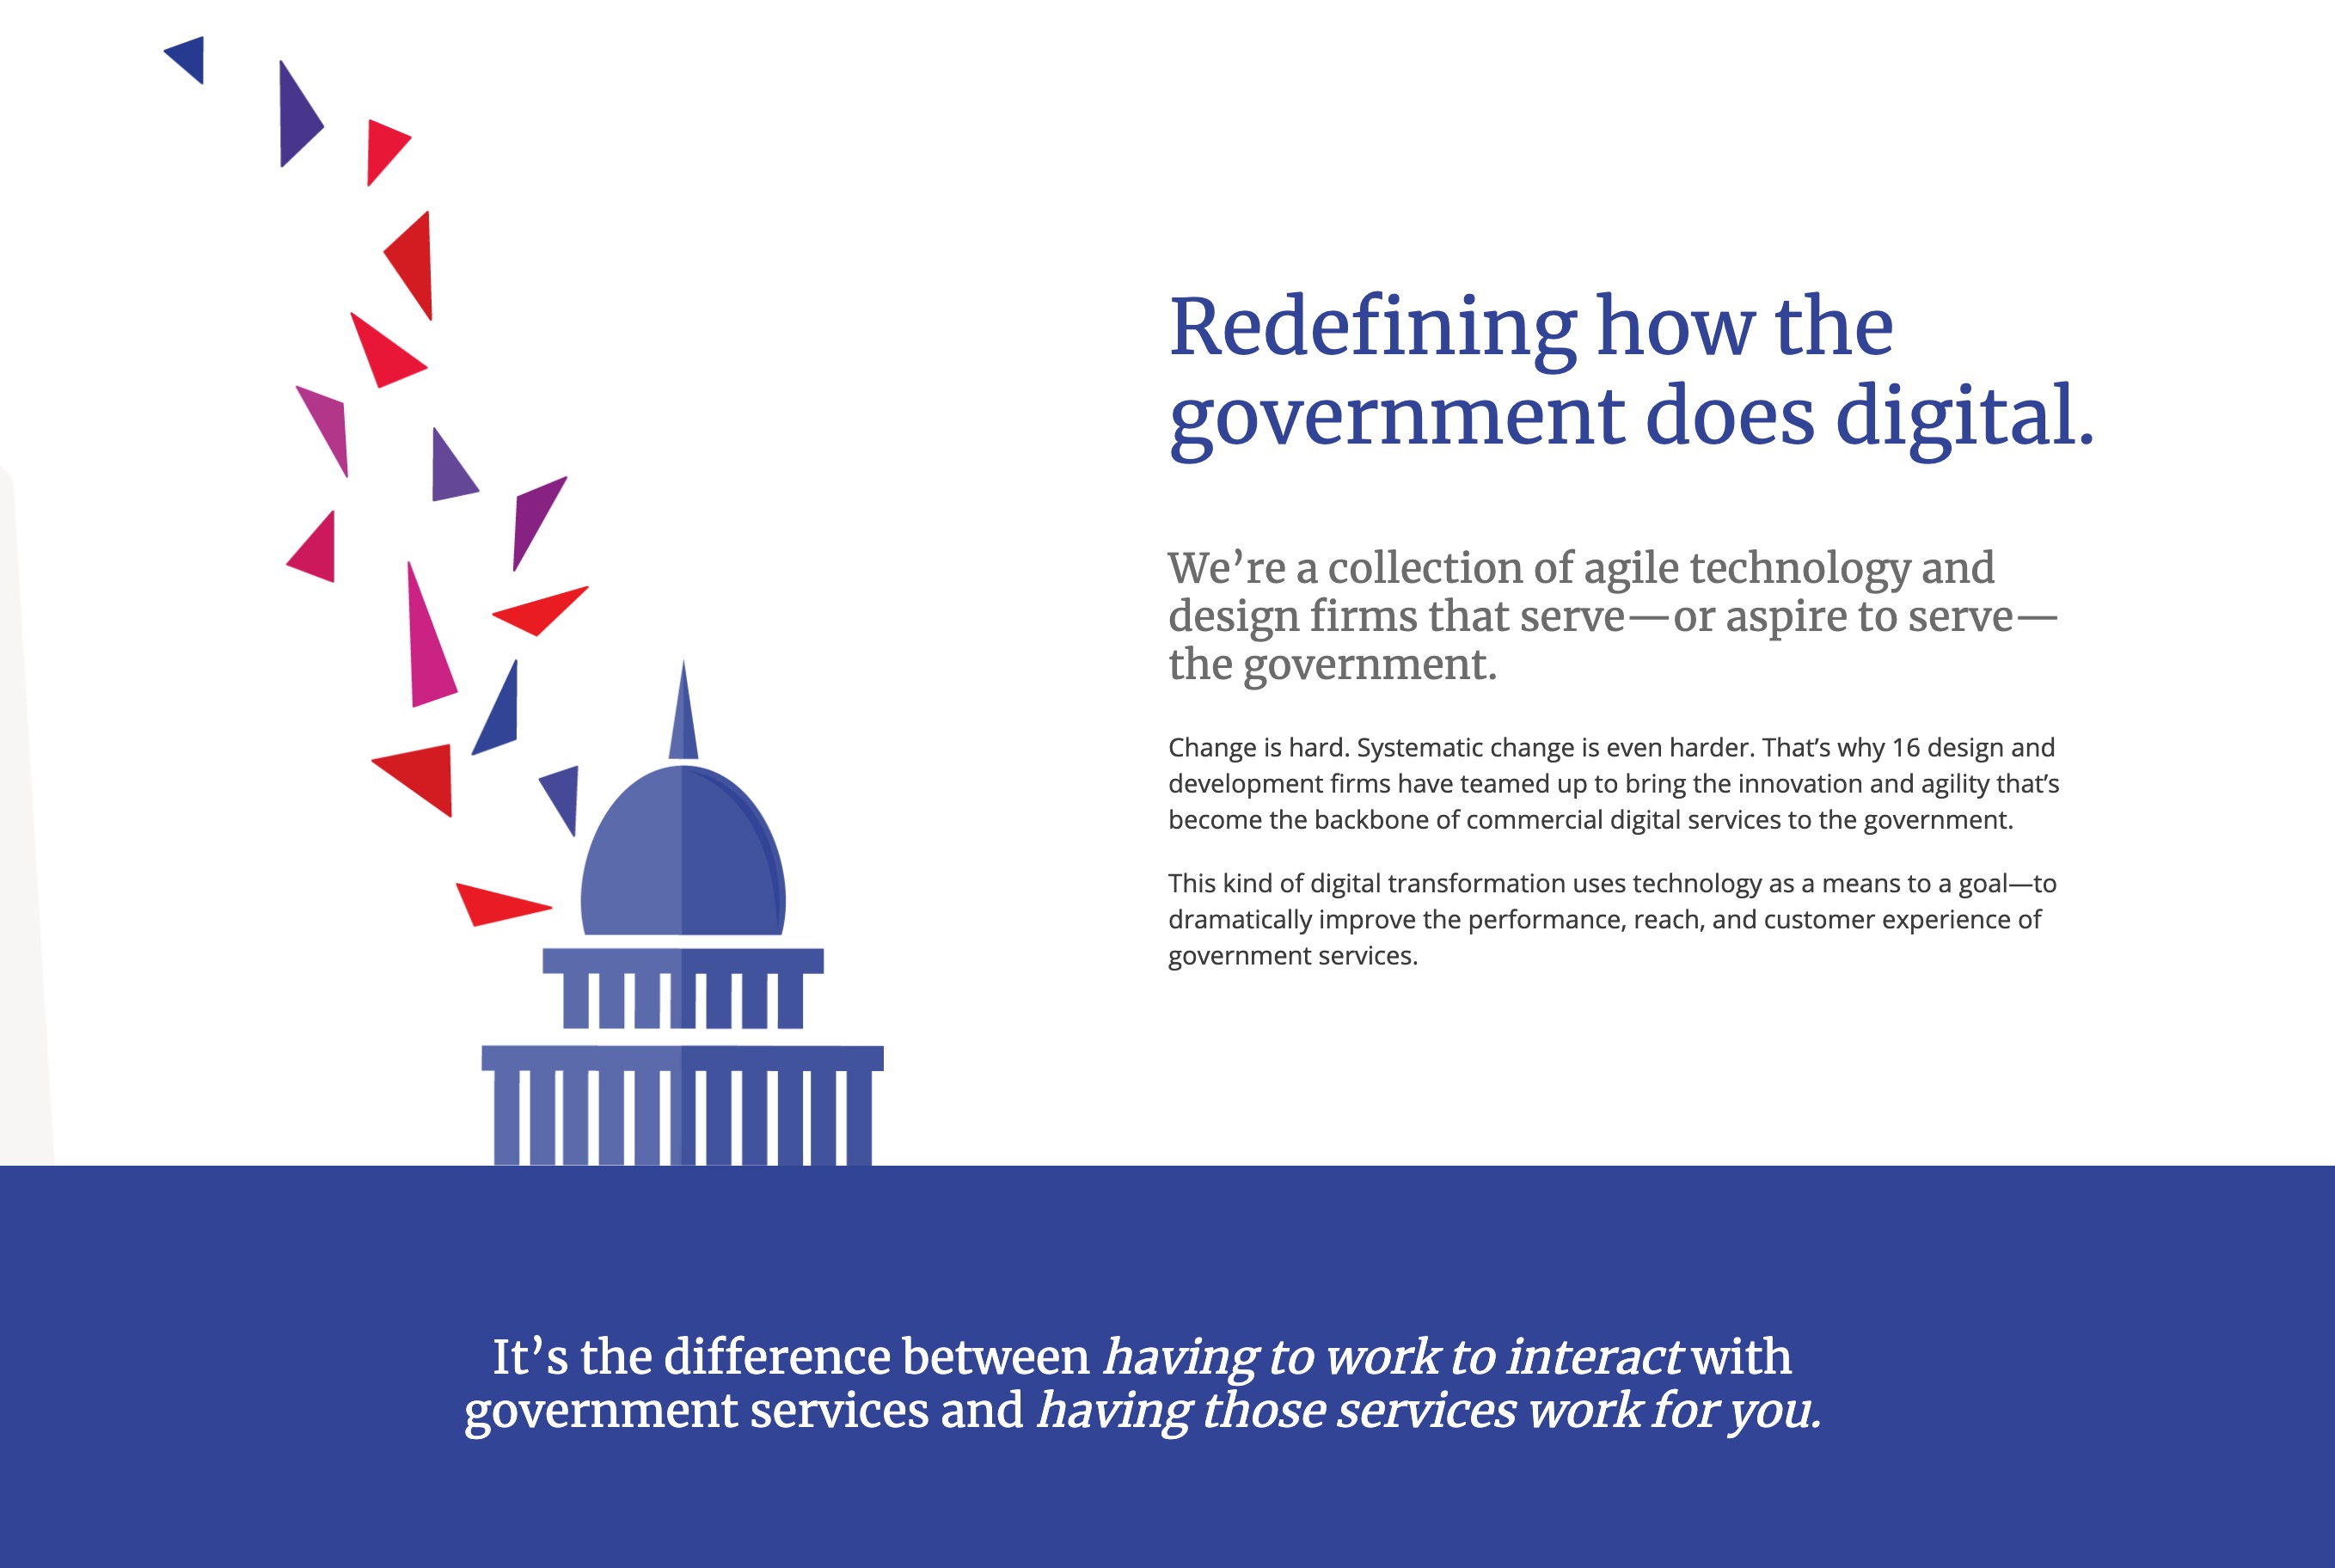 Redefining how the
government does digital.
We’re a collection of agile technology and
design firms that serve—or aspire to serve—
the government.
Change is hard. Systematic change is even harder. That’s why 16 design and
development firms have teamed up to bring the innovation and agility that’s
become the backbone of commercial digital services to the government.
This kind of digital transformation uses technology as a means to a goal—to
dramatically improve the performance, reach, and customer experience of
government services.
It’s the difference between having to work to interact with
government services and having those services work for you.